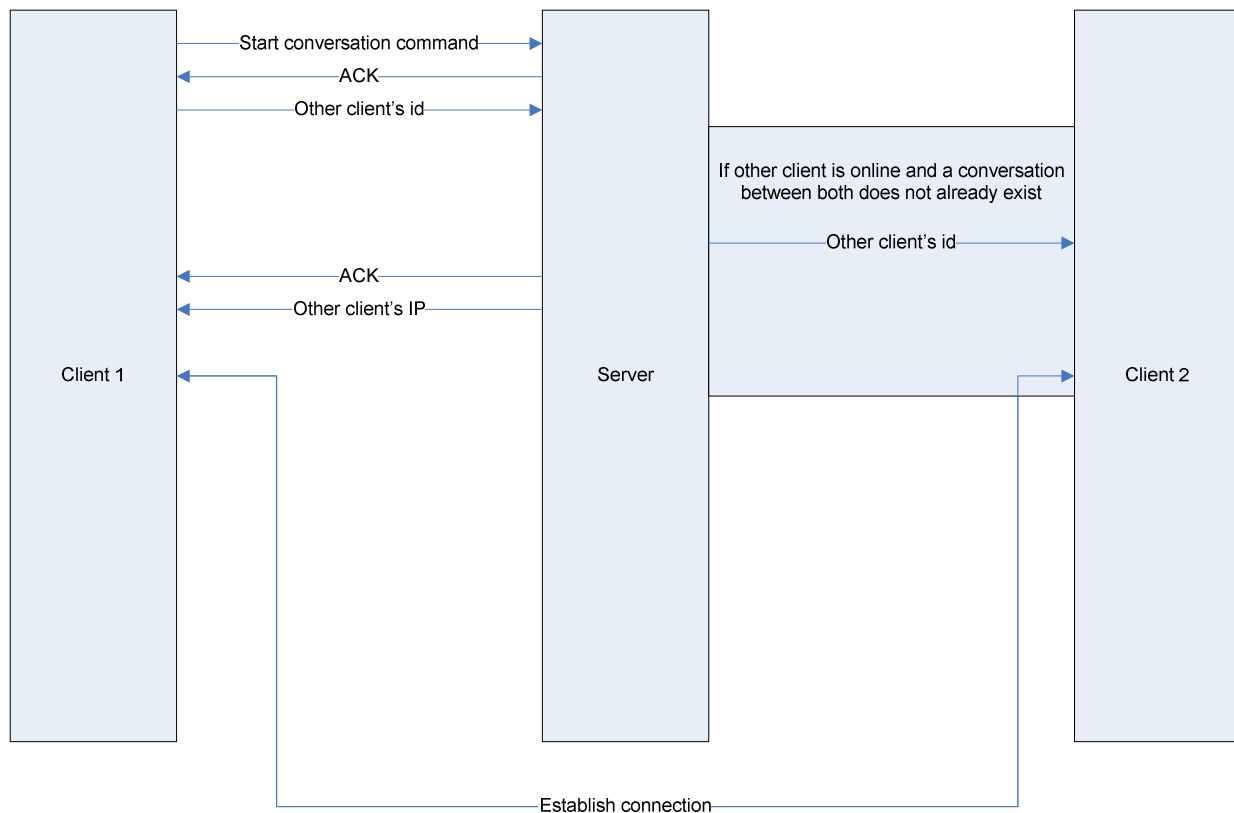 Start conversation command
ACK
Other client’s id
If other client is online and a conversation
between both does not already exist
Other client’s id
ACK
Other client’s IP
Client 1
Server
Client 2
Establish connection